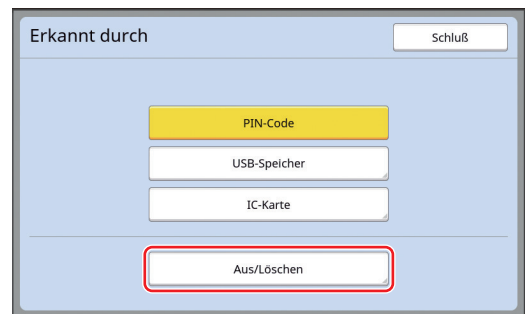 Erkannt durch
Schluß
PIN-Code
USB-Speicher
IC-Karte
Aus/Löschen